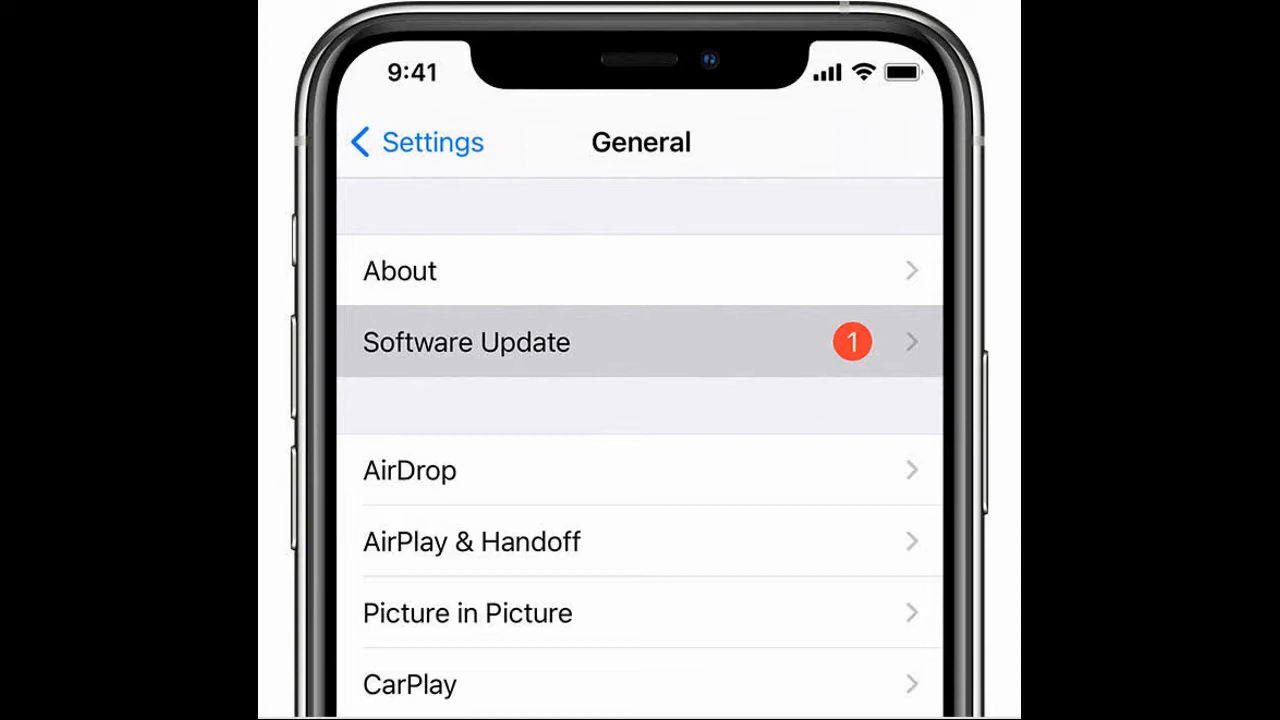 9:41
Settings
General
About
Software Update 1
AirDrop
AirPlay & Handoff
Picture in Picture
CarPlay